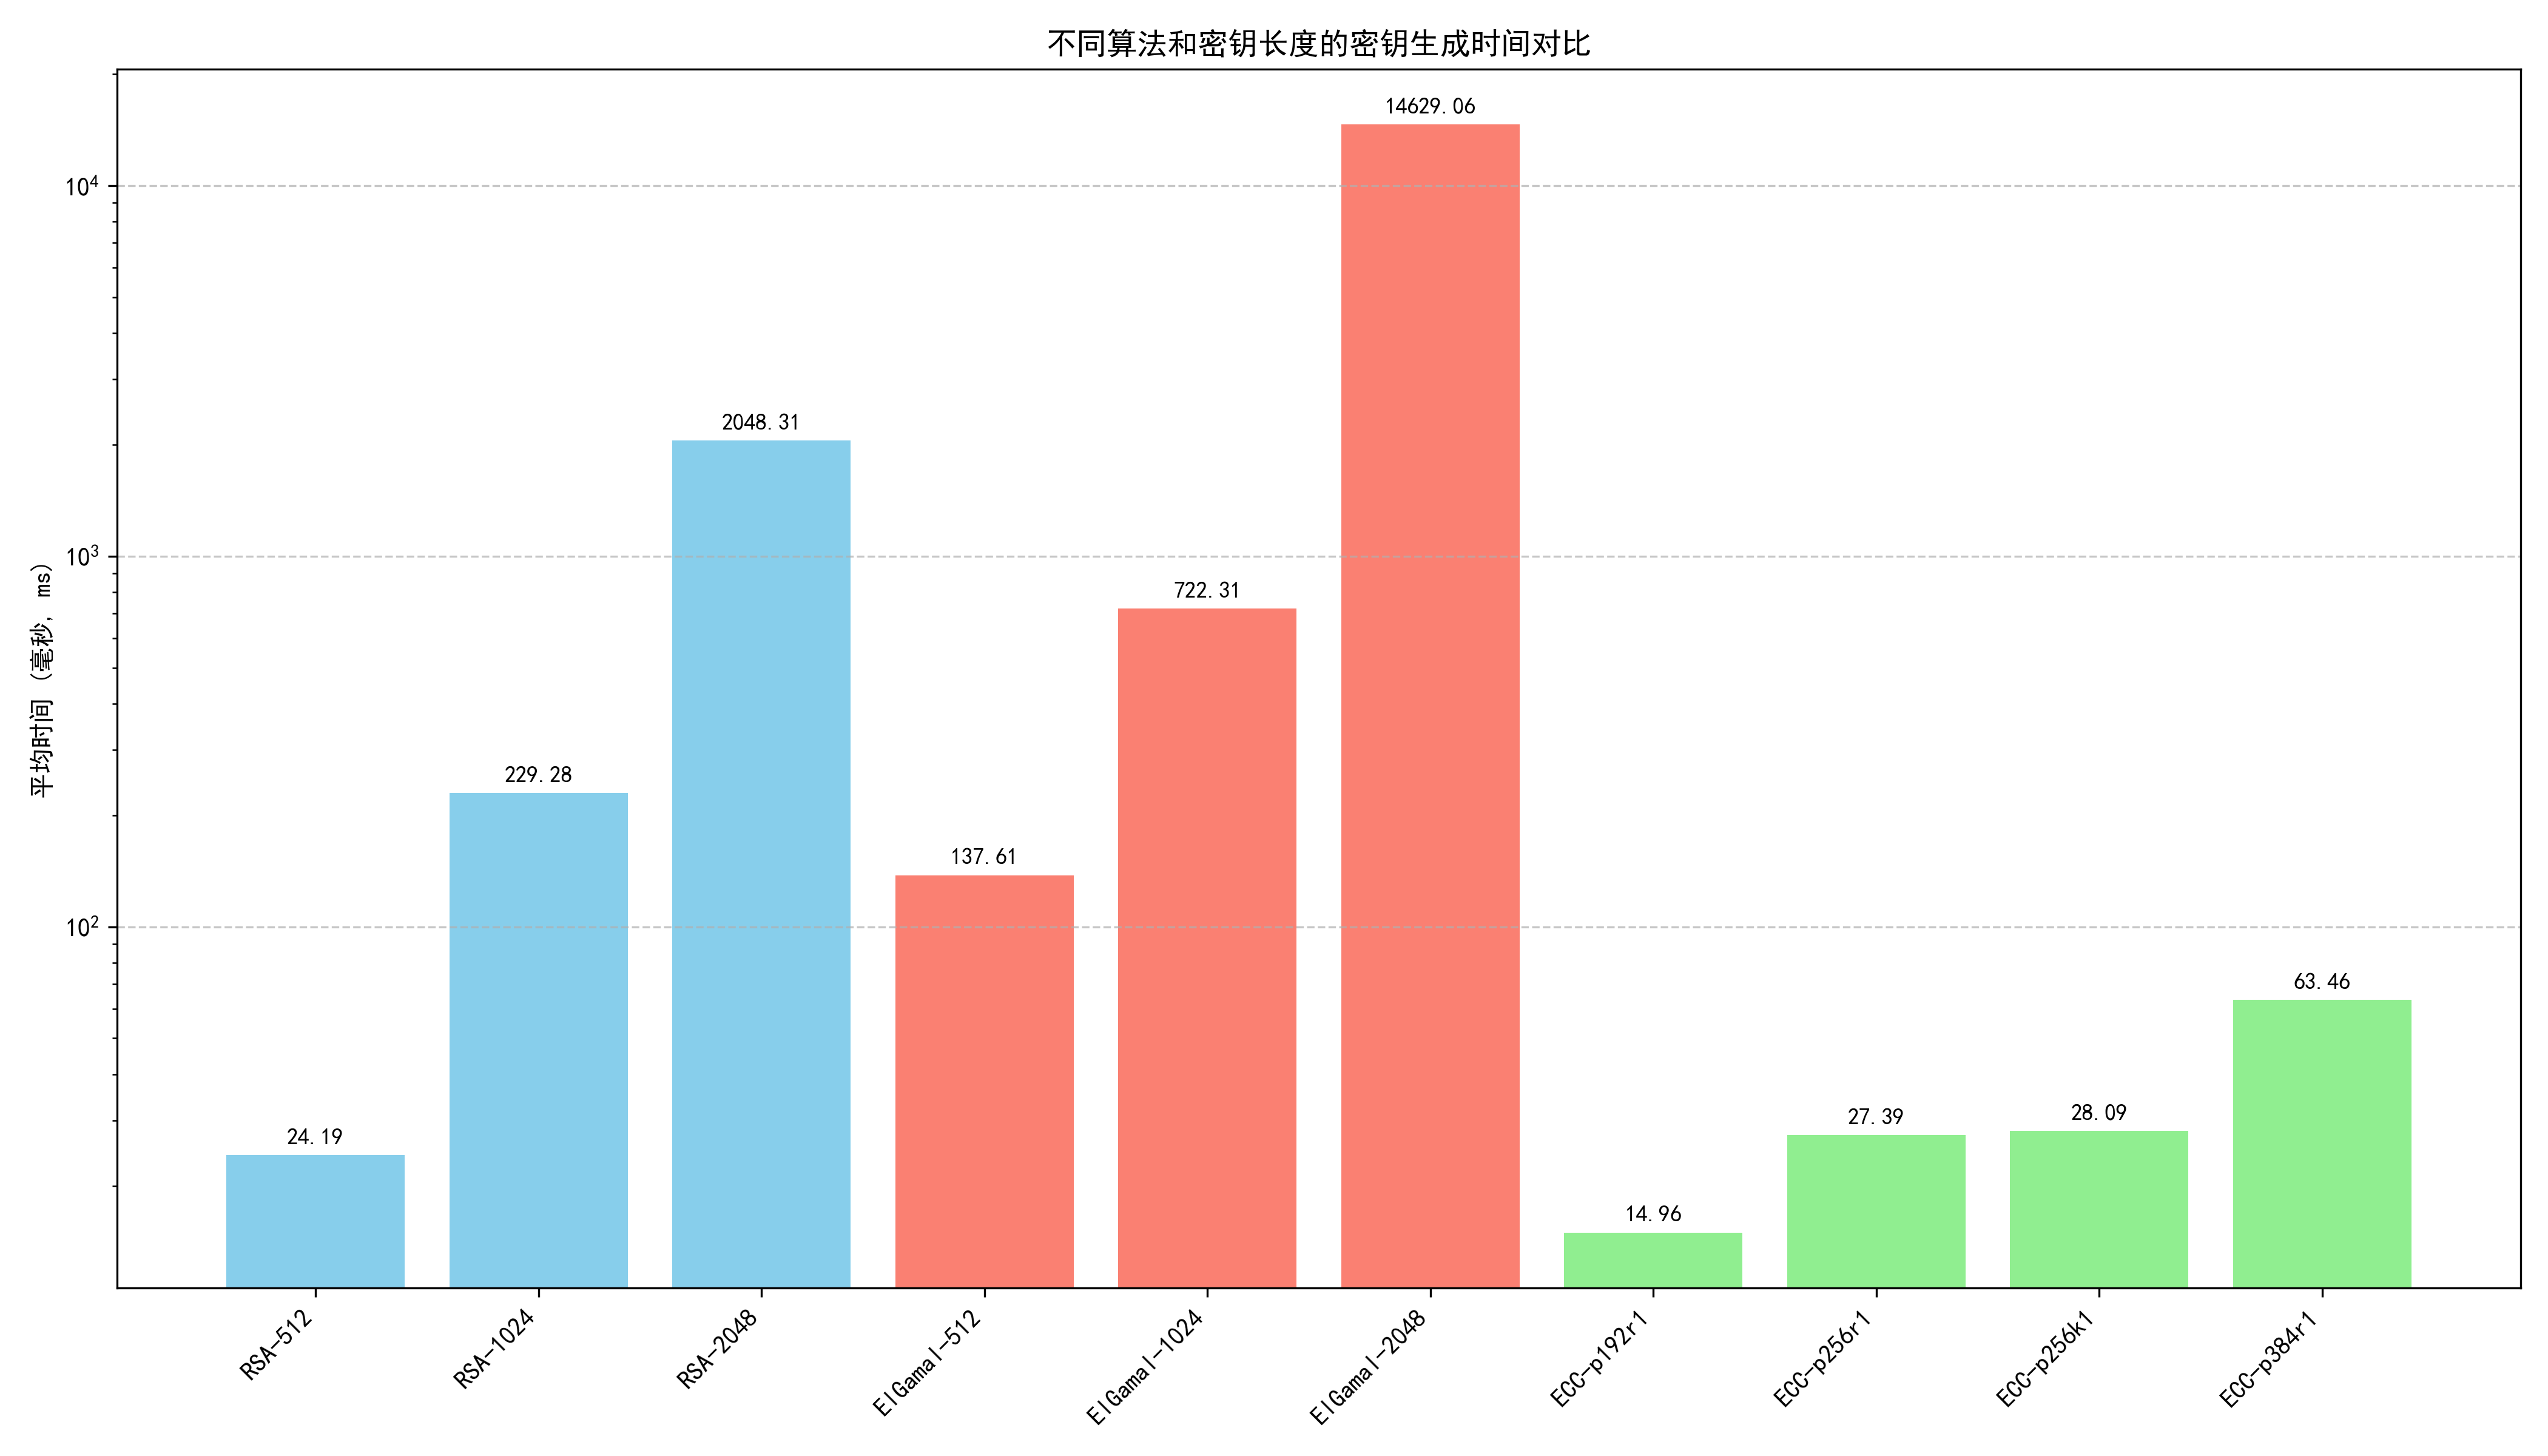 不同算法和密钥长度的密钥生成时间对比
平均时间 (毫秒, ms)
10⁴
10³
10²
24.19
229.28
2048.31
137.61
722.31
14629.06
14.96
27.39
28.09
63.46
RSA-512
RSA-1024
RSA-2048
ElGamal-512
ElGamal-1024
ElGamal-2048
ECC-p192r1
ECC-p256r1
ECC-p256k1
ECC-p384r1